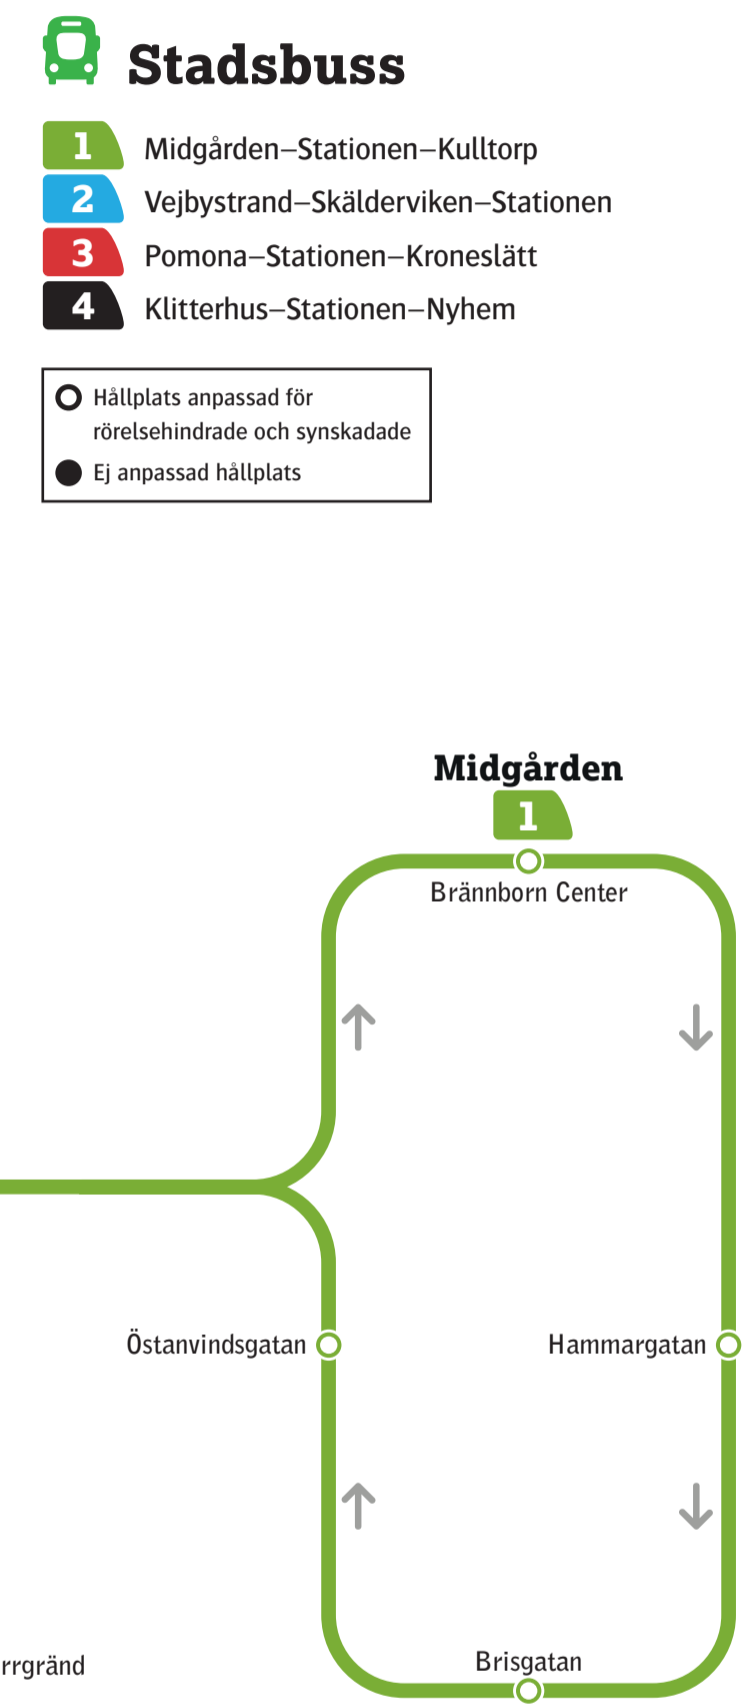 Stadsbuss
1 Midgården–Stationen–Kulltorp
2 Vejbystrand–Skälderviken–Stationen
3 Pomona–Stationen–Kroneslätt
4 Klitterhus–Stationen–Nyhem
Hållplats anpassad för
rörelsehindrade och synskadade
Ej anpassad hållplats
Midgården
1
Brännborn Center
Östanvindsgatan
Hammargatan
Brisgatan
rrgränd